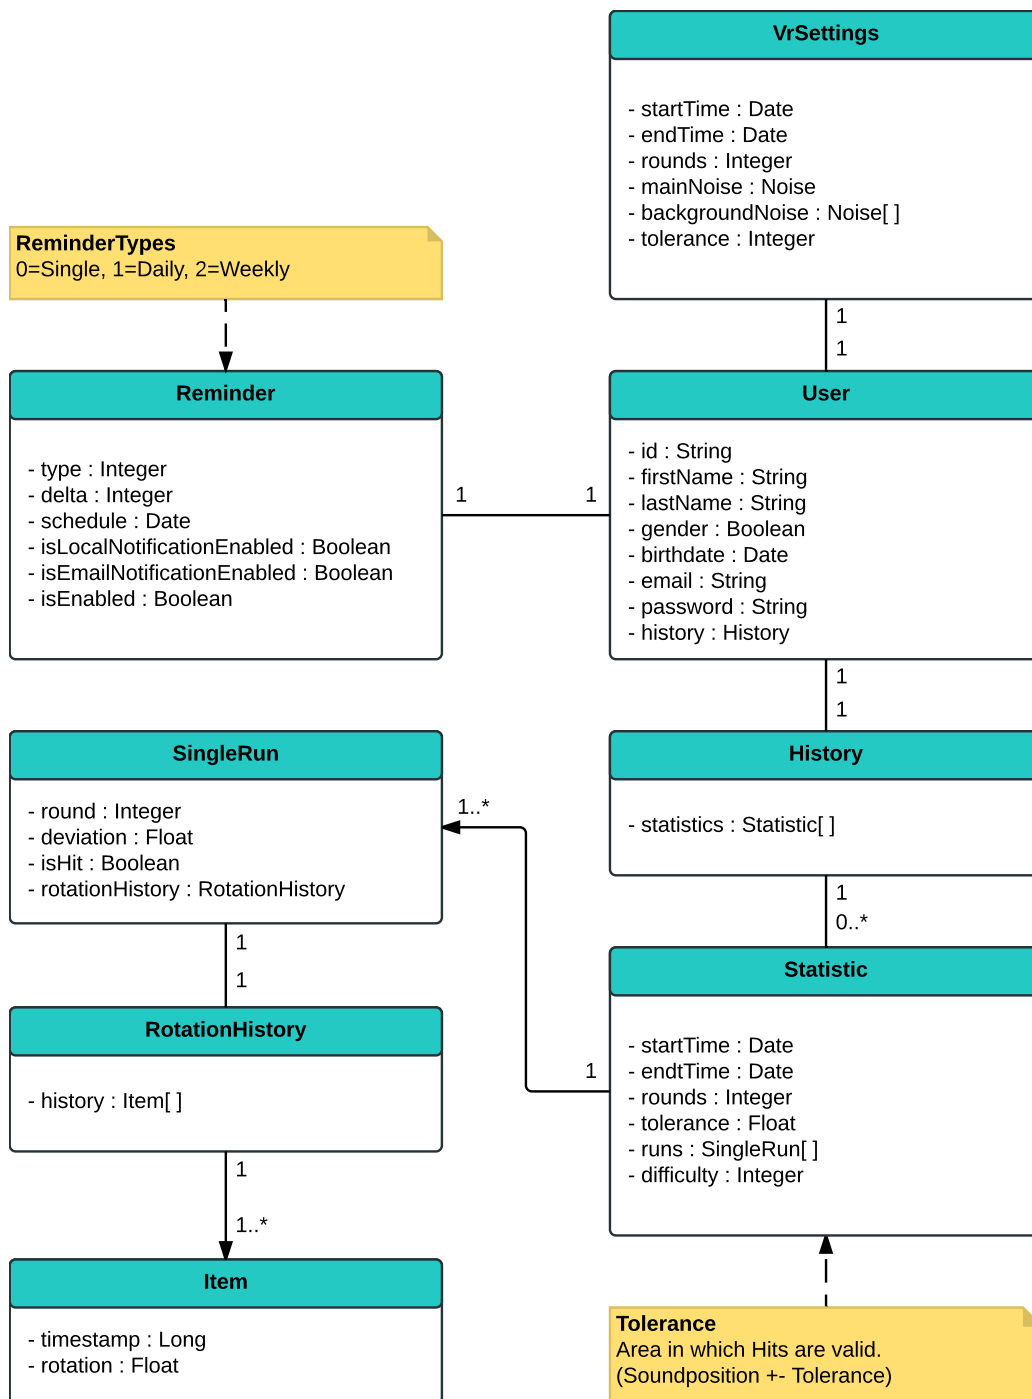 VrSettings
- startTime : Date
- endTime : Date
- rounds : Integer
- mainNoise : Noise
- backgroundNoise : Noise[ ]
- tolerance : Integer
ReminderTypes
0=Single, 1=Daily, 2=Weekly
1
1
Reminder
- type : Integer
- delta : Integer
- schedule : Date
- isLocalNotificationEnabled : Boolean
- isEmailNotificationEnabled : Boolean
- isEnabled : Boolean
1
1
User
- id : String
- firstName : String
- lastName : String
- gender : Boolean
- birthdate : Date
- email : String
- password : String
- history : History
1
1
SingleRun
- round : Integer
- deviation : Float
- isHit : Boolean
- rotationHistory : RotationHistory
1..*
History
- statistics : Statistic[ ]
1
0..*
1
1
RotationHistory
- history : Item[ ]
1
Statistic
- startTime : Date
- endtTime : Date
- rounds : Integer
- tolerance : Float
- runs : SingleRun[ ]
- difficulty : Integer
1
1..*
Item
- timestamp : Long
- rotation : Float
Tolerance
Area in which Hits are valid.
(Soundposition +- Tolerance)